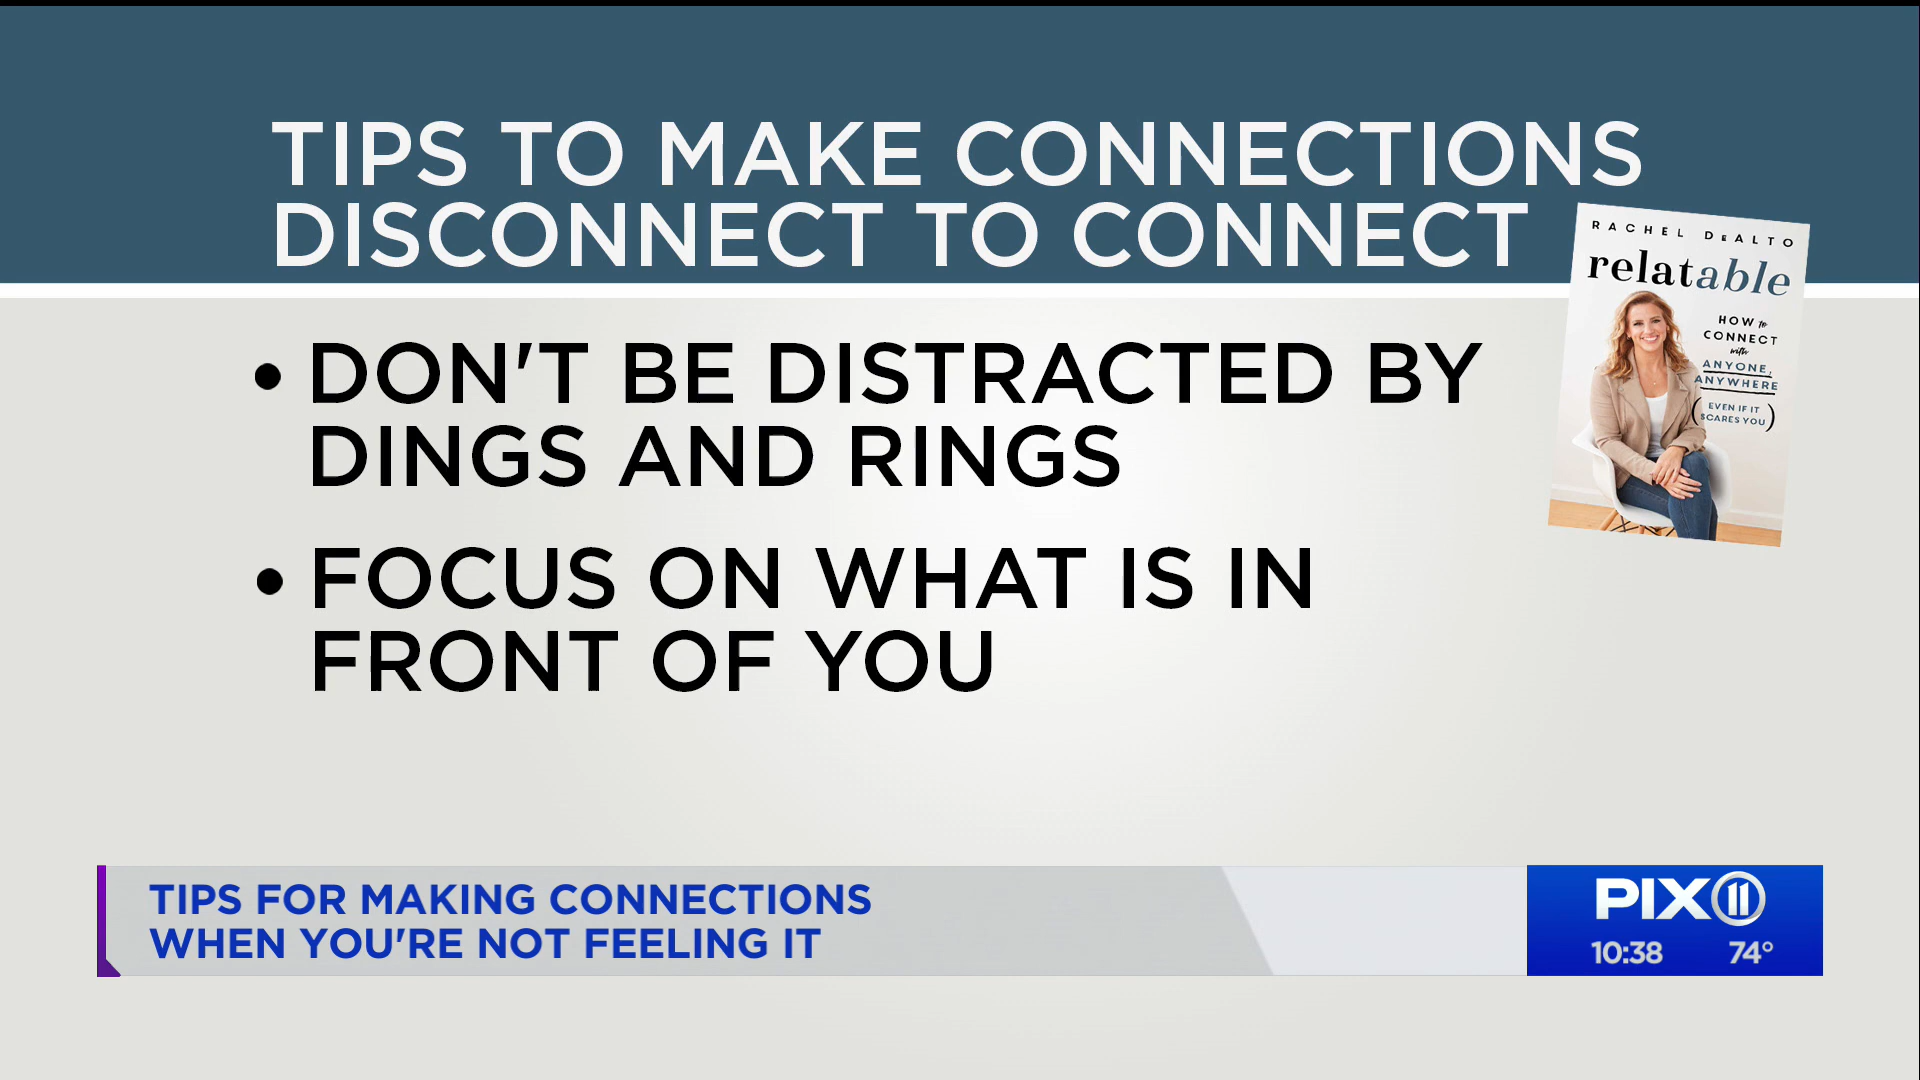 TIPS TO MAKE CONNECTIONS
DISCONNECT TO CONNECT
RACHEL DeALTO
relatable
HOW to
CONNECT
with
ANYONE,
ANYWHERE
(EVEN IF IT
SCARES YOU)
• DON'T BE DISTRACTED BY
DINGS AND RINGS
• FOCUS ON WHAT IS IN
FRONT OF YOU
TIPS FOR MAKING CONNECTIONS
WHEN YOU'RE NOT FEELING IT
PIX 11
10:38 74°